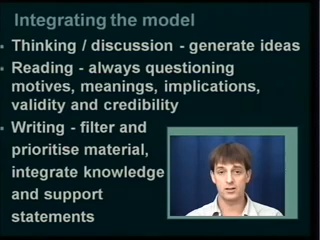 Integrating the model
▪ Thinking / discussion - generate ideas
▪ Reading - always questioning
motives, meanings, implications,
validity and credibility
▪ Writing - filter and
prioritise material,
integrate knowledge
and support
statements